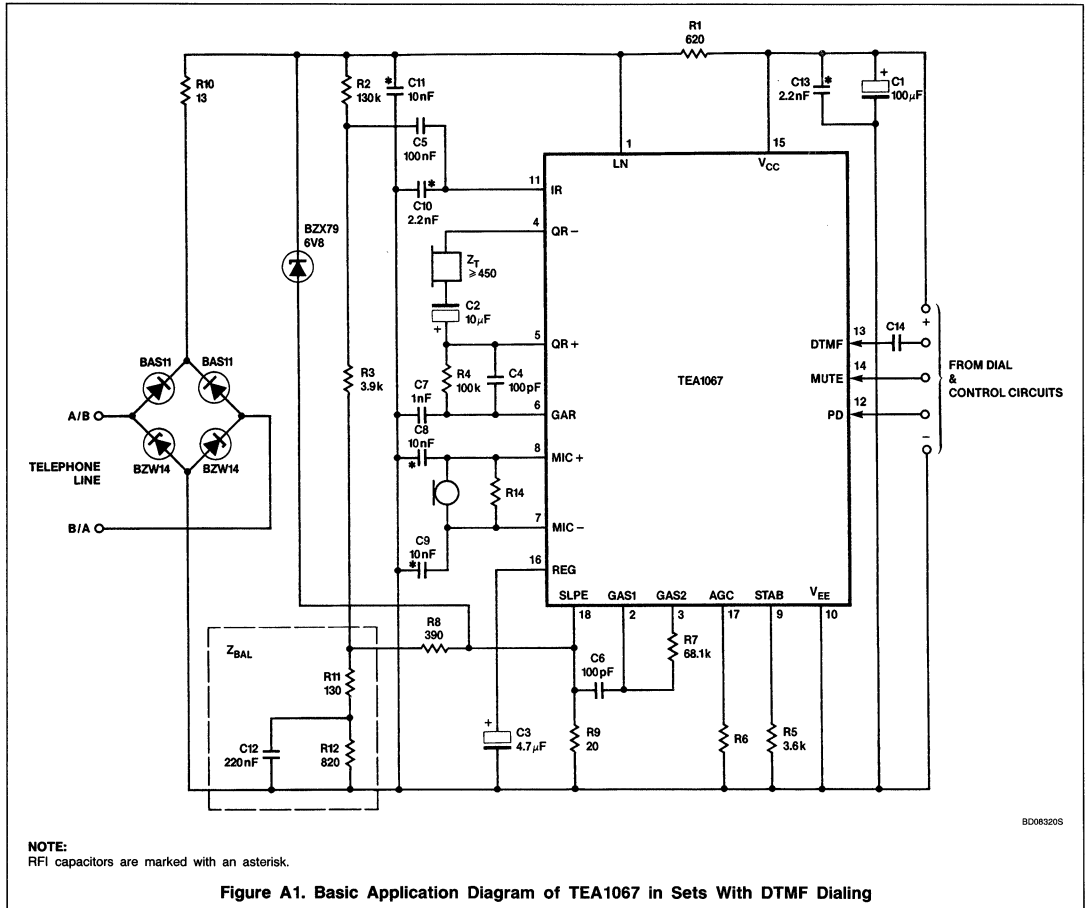 R1
620
R10
13
R2
130k
*
C11
10nF
C13
2.2nF
*
+
C1
100μF
C5
100nF
1
LN
15
VCC
11
IR
*
C10
2.2nF
4
QR−
BZX79
6V8
ZT
≥450
C2
10μF
+
5
QR+
13
DTMF
C14
+
FROM DIAL
&
CONTROL CIRCUITS
14
MUTE
12
PD
−
TEA1067
BAS11
BAS11
R3
3.9k
R4
100k
C4
100pF
C7
1nF
6
GAR
A/B
C8
10nF
*
8
MIC+
BZW14
BZW14
TELEPHONE
LINE
R14
7
MIC−
B/A
C9
10nF
*
16
REG
SLPE
GAS1
GAS2
AGC
STAB
VEE
18
2
3
17
9
10
ZBAL
R8
390
R7
68.1k
C6
100pF
R11
130
C12
220nF
R12
820
+
C3
4.7μF
R9
20
R6
R5
3.6k
BD08320S
NOTE:
RFI capacitors are marked with an asterisk.
Figure A1. Basic Application Diagram of TEA1067 in Sets With DTMF Dialing